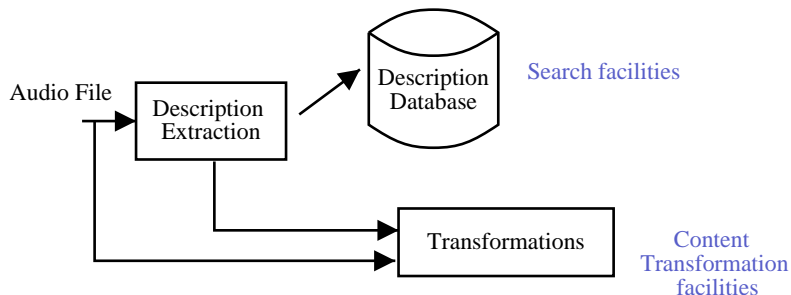 Audio File
Description
Extraction
Description
Database
Search facilities
Transformations
Content
Transformation
facilities